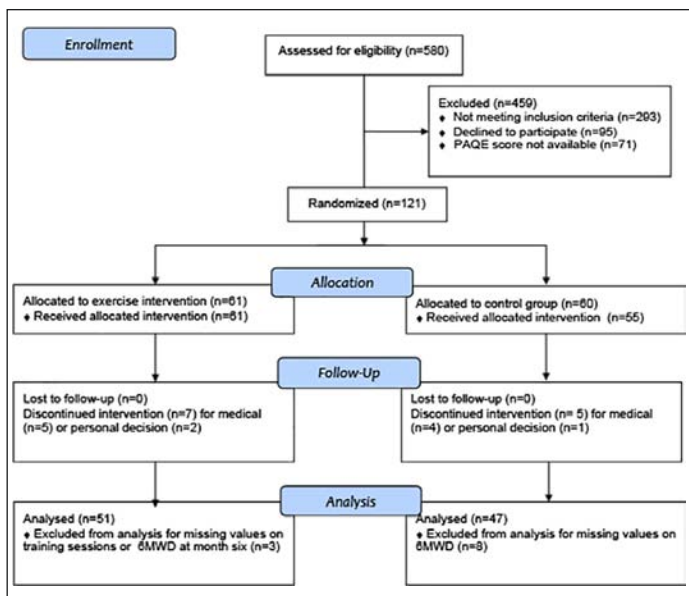 Enrollment
Assessed for eligibility (n=580)
Excluded (n=459)
♦ Not meeting inclusion criteria (n=293)
♦ Declined to participate (n=95)
♦ PAQE score not available (n=71)
Randomized (n=121)
Allocation
Allocated to exercise intervention (n=61)
♦ Received allocated intervention (n=61)
Allocated to control group (n=60)
♦ Received allocated intervention (n=55)
Follow-Up
Lost to follow-up (n=0)
Discontinued intervention (n=7) for medical
(n=5) or personal decision (n=2)
Lost to follow-up (n=0)
Discontinued intervention (n= 5) for medical
(n=4) or personal decision (n=1)
Analysis
Analysed (n=51)
♦ Excluded from analysis for missing values on
training sessions or 6MWD at month six (n=3)
Analysed (n=47)
♦ Excluded from analysis for missing values on
6MWD (n=8)